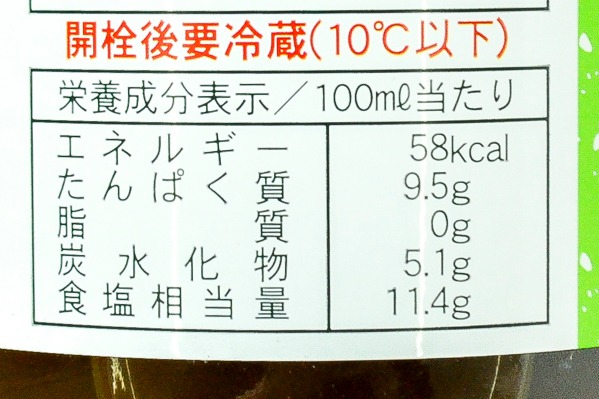 開栓後要冷蔵(10℃以下)
栄養成分表示／100mℓ当たり
エネルギー 58kcal
たんぱく質 9.5g
脂質 0g
炭水化物 5.1g
食塩相当量 11.4g